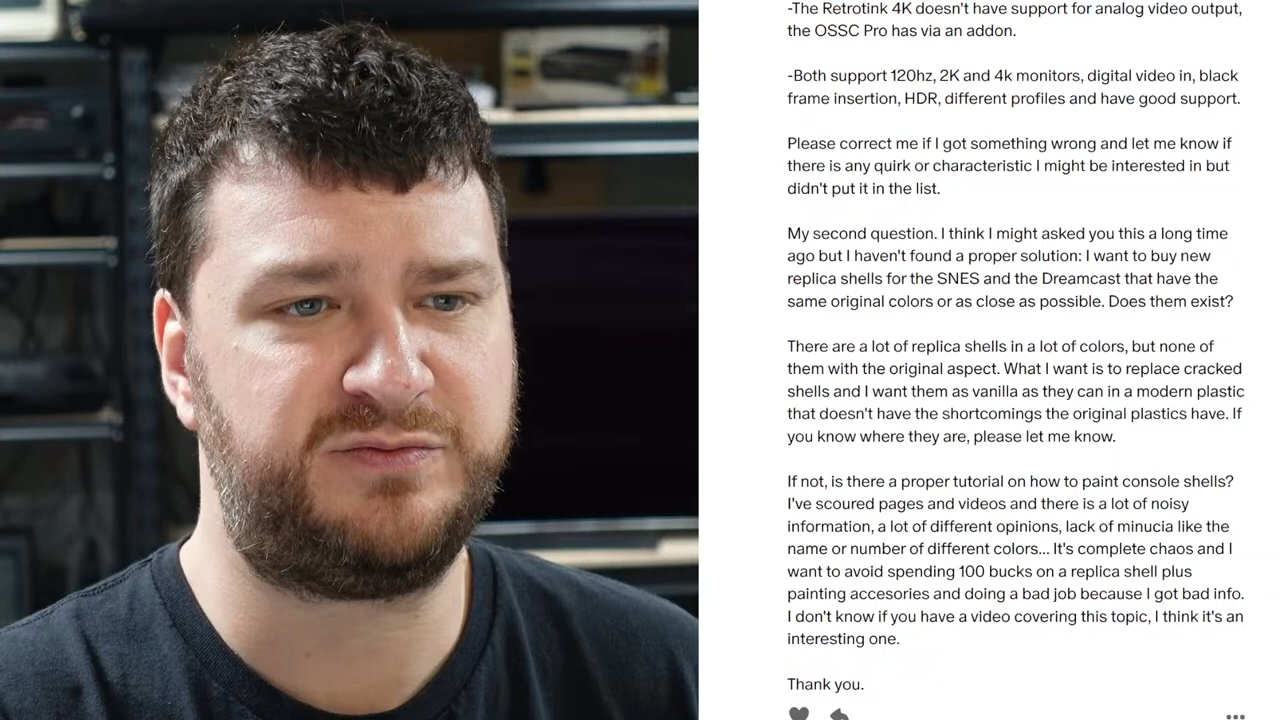 -The Retrotink 4K doesn't have support for analog video output,
the OSSC Pro has via an addon.
-Both support 120hz, 2K and 4k monitors, digital video in, black
frame insertion, HDR, different profiles and have good support.
Please correct me if I got something wrong and let me know if
there is any quirk or characteristic I might be interested in but
didn't put it in the list.
My second question. I think I might asked you this a long time
ago but I haven't found a proper solution: I want to buy new
replica shells for the SNES and the Dreamcast that have the
same original colors or as close as possible. Does them exist?
There are a lot of replica shells in a lot of colors, but none of
them with the original aspect. What I want is to replace cracked
shells and I want them as vanilla as they can in a modern plastic
that doesn't have the shortcomings the original plastics have. If
you know where they are, please let me know.
If not, is there a proper tutorial on how to paint console shells?
I've scoured pages and videos and there is a lot of noisy
information, a lot of different opinions, lack of minucia like the
name or number of different colors... It's complete chaos and I
want to avoid spending 100 bucks on a replica shell plus
painting accesories and doing a bad job because I got bad info.
I don't know if you have a video covering this topic, I think it's an
interesting one.
Thank you.